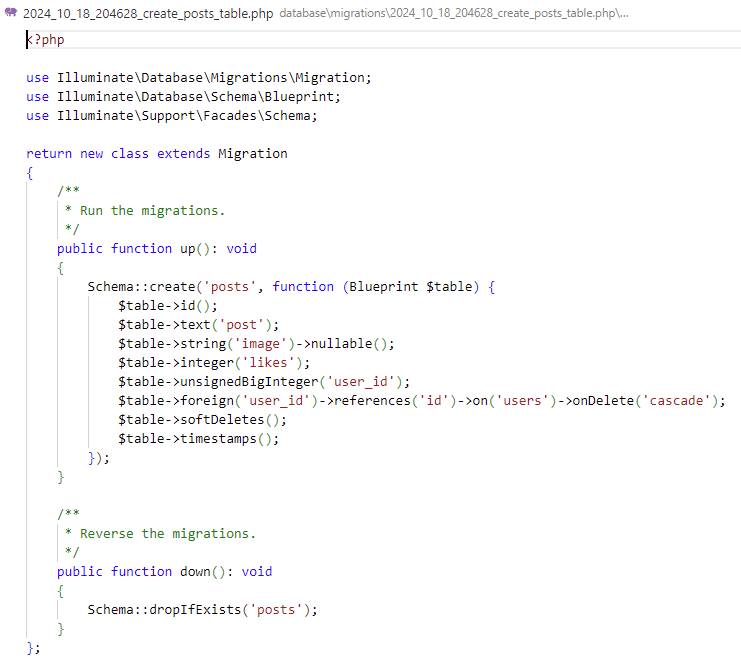 2024_10_18_204628_create_posts_table.php database\migrations\2024_10_18_204628_create_posts_table.php\...
<?php

use Illuminate\Database\Migrations\Migration;
use Illuminate\Database\Schema\Blueprint;
use Illuminate\Support\Facades\Schema;

return new class extends Migration
{
    /**
     * Run the migrations.
     */
    public function up(): void
    {
        Schema::create('posts', function (Blueprint $table) {
            $table->id();
            $table->text('post');
            $table->string('image')->nullable();
            $table->integer('likes');
            $table->unsignedBigInteger('user_id');
            $table->foreign('user_id')->references('id')->on('users')->onDelete('cascade');
            $table->softDeletes();
            $table->timestamps();
        });
    }

    /**
     * Reverse the migrations.
     */
    public function down(): void
    {
        Schema::dropIfExists('posts');
    }
};